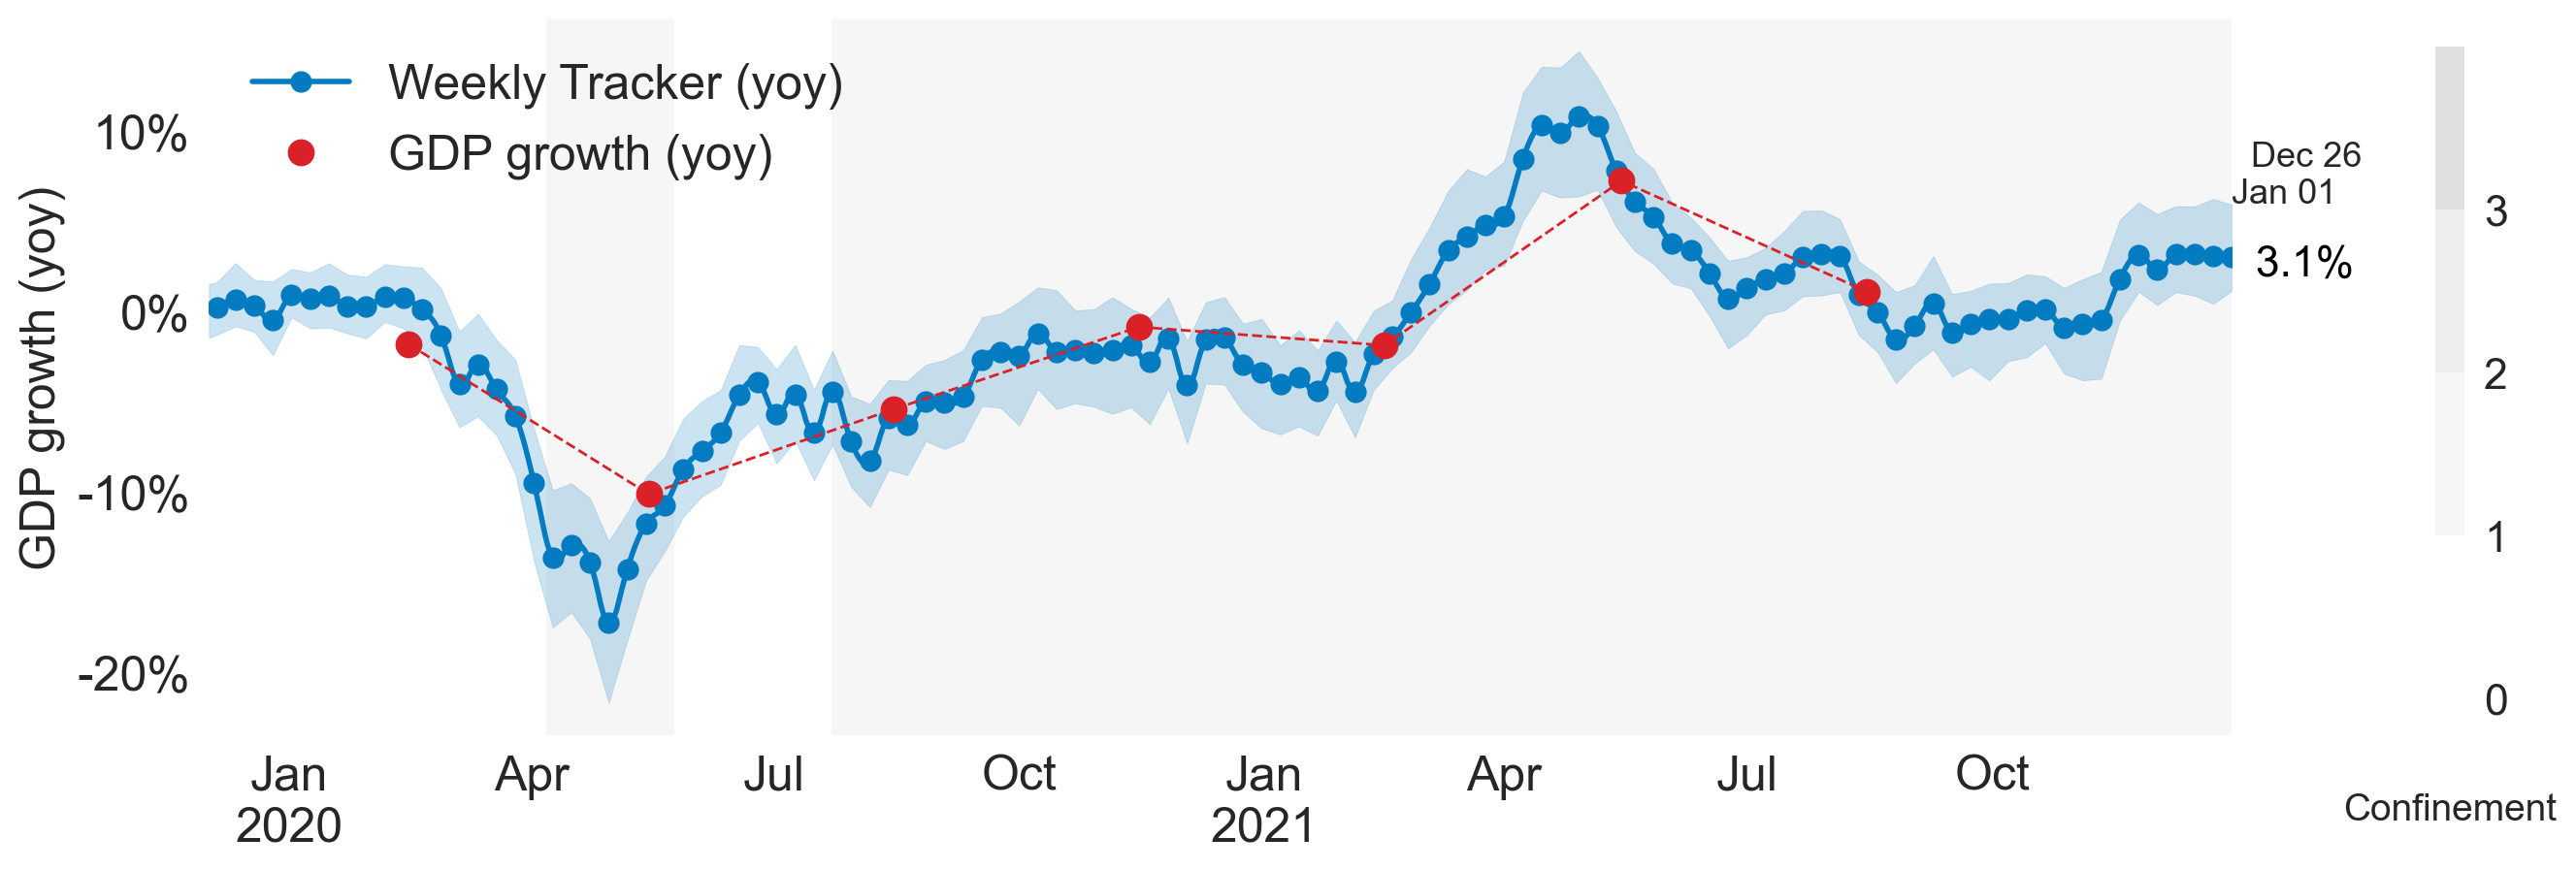 Weekly Tracker (yoy)
GDP growth (yoy)
GDP growth (yoy)
10%
0%
-10%
-20%
Jan
2020
Apr
Jul
Oct
Jan
2021
Apr
Jul
Oct
Dec 26
Jan 01
3.1%
3
2
1
0
Confinement